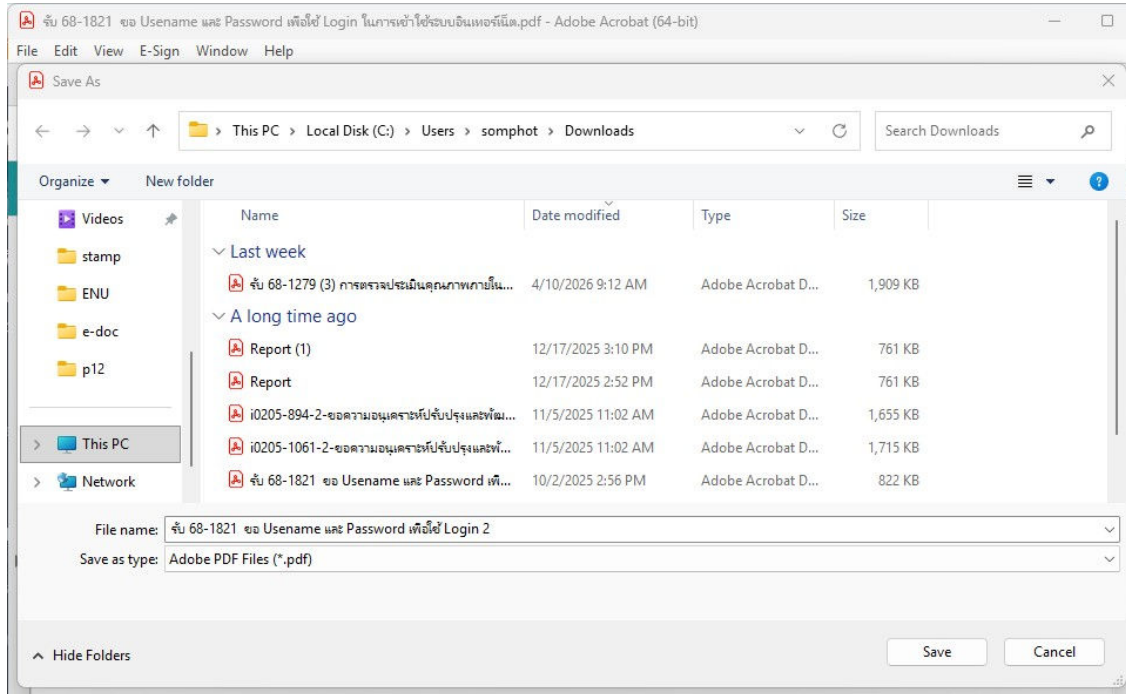 รับ 68-1821 ขอ Usename และ Password เพื่อใช้ Login ในการเข้าใช้ระบบอินเทอร์เน็ต.pdf - Adobe Acrobat (64-bit)
File Edit View E-Sign Window Help
Save As
This PC > Local Disk (C:) > Users > somphot > Downloads
Search Downloads
Organize New folder
Name Date modified Type Size
Videos
stamp
ENU
e-doc
p12
This PC
Network
Last week
รับ 68-1279 (3) การตรวจประเมินคุณภาพภายใน... 4/10/2026 9:12 AM Adobe Acrobat D... 1,909 KB
A long time ago
Report (1) 12/17/2025 3:10 PM Adobe Acrobat D... 761 KB
Report 12/17/2025 2:52 PM Adobe Acrobat D... 761 KB
i0205-894-2-ขอความอนุเคราะห์ปรับปรุงและพัฒ... 11/5/2025 11:02 AM Adobe Acrobat D... 1,655 KB
i0205-1061-2-ขอความอนุเคราะห์ปรับปรุงและพั... 11/5/2025 11:02 AM Adobe Acrobat D... 1,715 KB
รับ 68-1821 ขอ Usename และ Password เพื... 10/2/2025 2:56 PM Adobe Acrobat D... 822 KB
File name: รับ 68-1821 ขอ Usename และ Password เพื่อใช้ Login 2
Save as type: Adobe PDF Files (*.pdf)
Hide Folders
Save Cancel